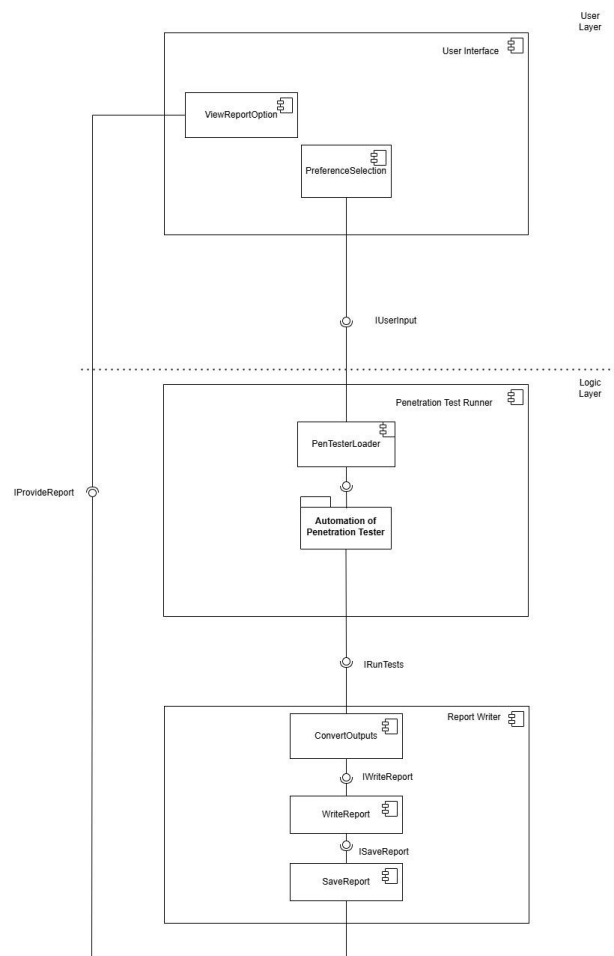 User
Layer
User Interface
ViewReportOption
PreferenceSelection
IUserInput
Logic
Layer
Penetration Test Runner
PenTesterLoader
IProvideReport
Automation of
Penetration Tester
IRunTests
Report Writer
ConvertOutputs
IWriteReport
WriteReport
ISaveReport
SaveReport